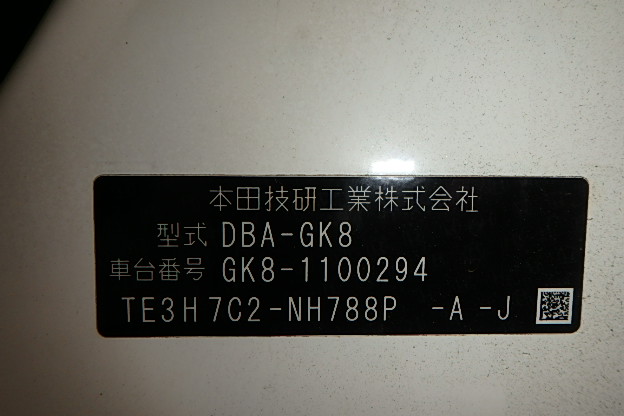 本田技研工業株式会社
型式 DBA-GK8
車台番号 GK8-1100294
TE3H7C2-NH788P -A -J